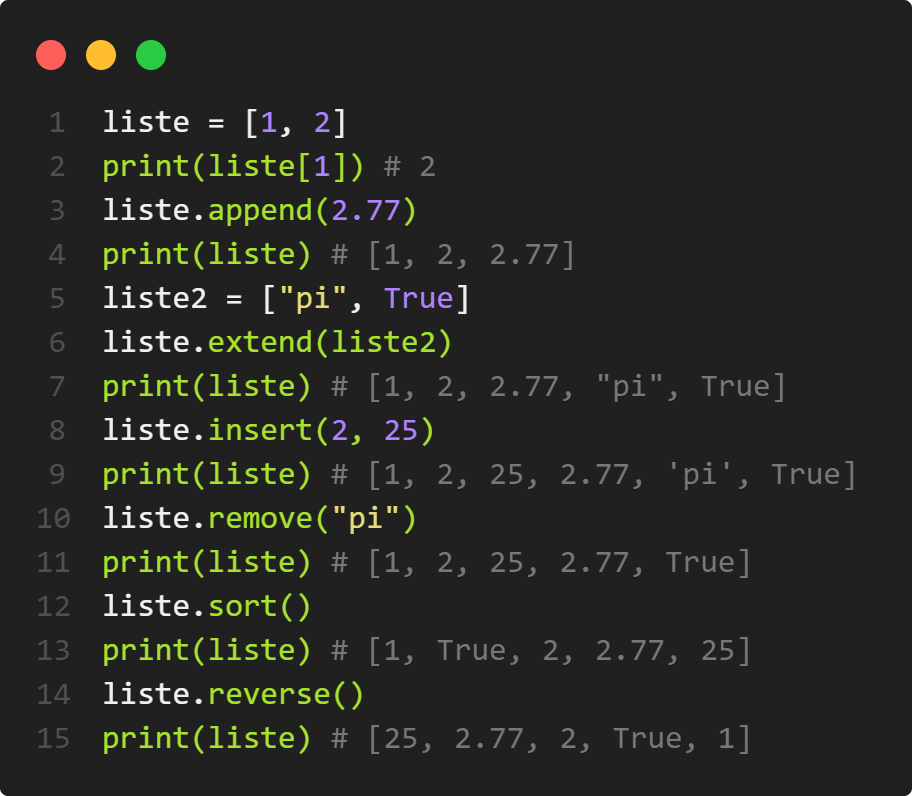 1 liste = [1, 2]
2 print(liste[1]) # 2
3 liste.append(2.77)
4 print(liste) # [1, 2, 2.77]
5 liste2 = ["pi", True]
6 liste.extend(liste2)
7 print(liste) # [1, 2, 2.77, "pi", True]
8 liste.insert(2, 25)
9 print(liste) # [1, 2, 25, 2.77, 'pi', True]
10 liste.remove("pi")
11 print(liste) # [1, 2, 25, 2.77, True]
12 liste.sort()
13 print(liste) # [1, True, 2, 2.77, 25]
14 liste.reverse()
15 print(liste) # [25, 2.77, 2, True, 1]